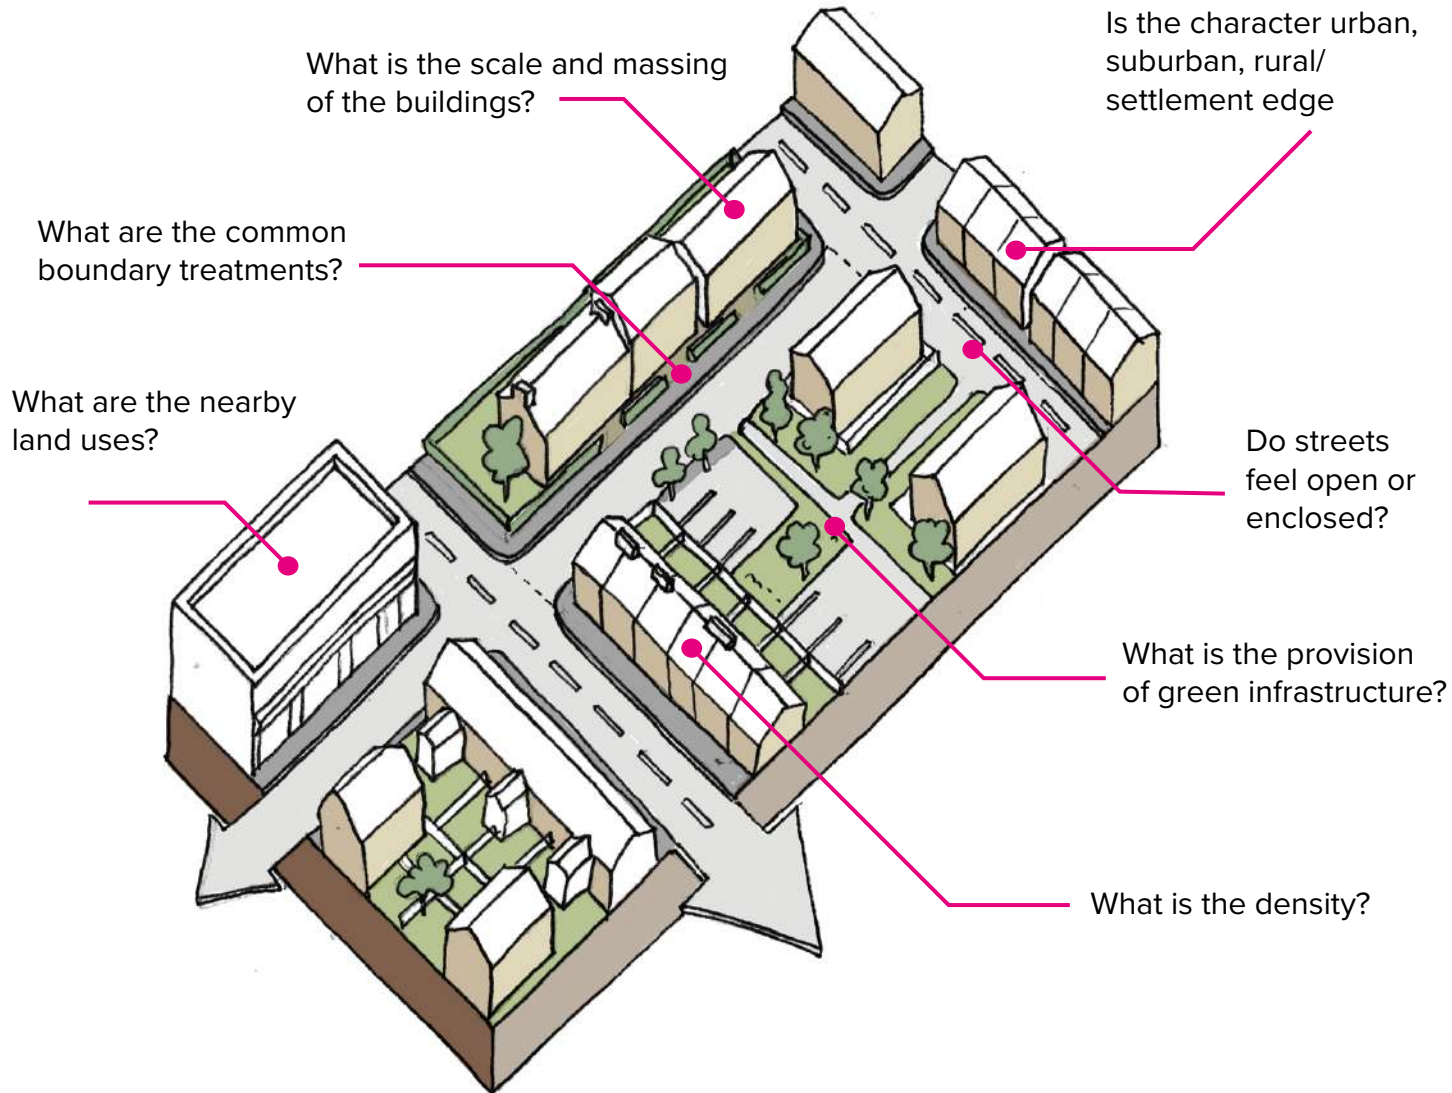 Is the character urban,
suburban, rural/
settlement edge
What is the scale and massing
of the buildings?
What are the common
boundary treatments?
What are the nearby
land uses?
Do streets
feel open or
enclosed?
What is the provision
of green infrastructure?
What is the density?